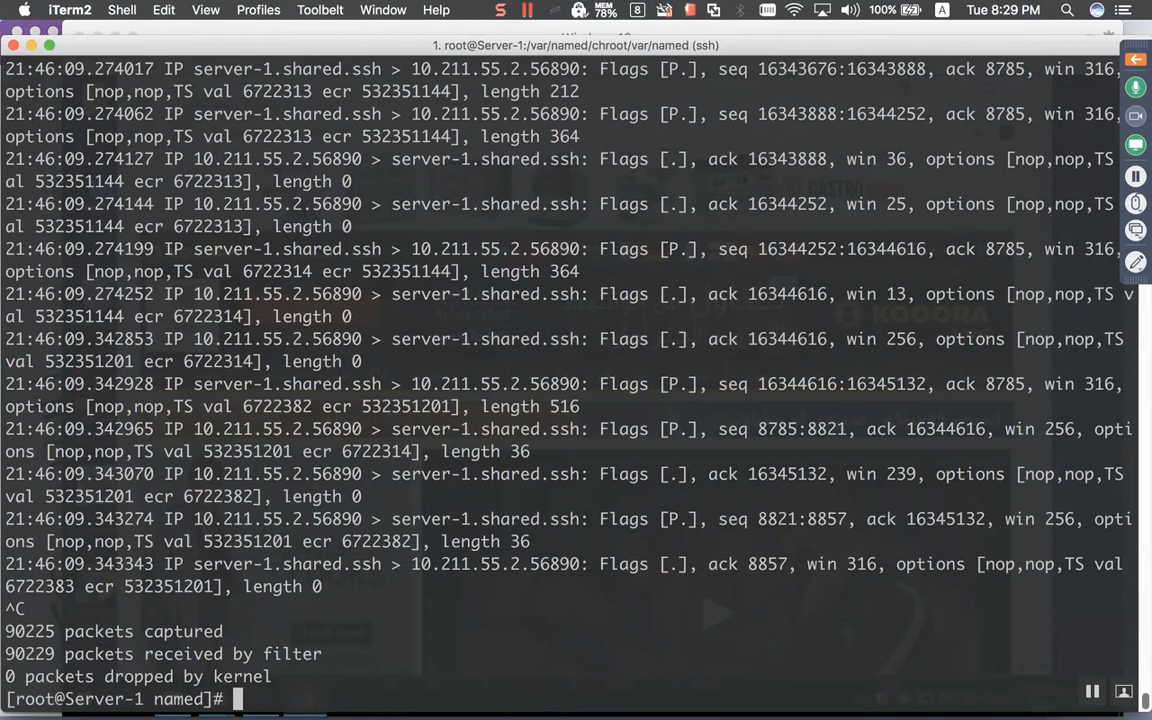 iTerm2 Shell Edit View Profiles Toolbelt Window Help MEM 78% 8 100% A Tue 8:29 PM
1. root@Server-1:/var/named/chroot/var/named (ssh)
21:46:09.274017 IP server-1.shared.ssh > 10.211.55.2.56890: Flags [P.], seq 16343676:16343888, ack 8785, win 316,
options [nop,nop,TS val 6722313 ecr 532351144], length 212
21:46:09.274062 IP server-1.shared.ssh > 10.211.55.2.56890: Flags [P.], seq 16343888:16344252, ack 8785, win 316,
options [nop,nop,TS val 6722313 ecr 532351144], length 364
21:46:09.274127 IP 10.211.55.2.56890 > server-1.shared.ssh: Flags [.], ack 16343888, win 36, options [nop,nop,TS
al 532351144 ecr 6722313], length 0
21:46:09.274144 IP 10.211.55.2.56890 > server-1.shared.ssh: Flags [.], ack 16344252, win 25, options [nop,nop,TS
al 532351144 ecr 6722313], length 0
21:46:09.274199 IP server-1.shared.ssh > 10.211.55.2.56890: Flags [P.], seq 16344252:16344616, ack 8785, win 316,
options [nop,nop,TS val 6722314 ecr 532351144], length 364
21:46:09.274252 IP 10.211.55.2.56890 > server-1.shared.ssh: Flags [.], ack 16344616, win 13, options [nop,nop,TS v
al 532351144 ecr 6722314], length 0
21:46:09.342853 IP 10.211.55.2.56890 > server-1.shared.ssh: Flags [.], ack 16344616, win 256, options [nop,nop,TS
val 532351201 ecr 6722314], length 0
21:46:09.342928 IP server-1.shared.ssh > 10.211.55.2.56890: Flags [P.], seq 16344616:16345132, ack 8785, win 316,
options [nop,nop,TS val 6722382 ecr 532351201], length 516
21:46:09.342965 IP 10.211.55.2.56890 > server-1.shared.ssh: Flags [P.], seq 8785:8821, ack 16344616, win 256, opti
ons [nop,nop,TS val 532351201 ecr 6722314], length 36
21:46:09.343070 IP 10.211.55.2.56890 > server-1.shared.ssh: Flags [.], ack 16345132, win 239, options [nop,nop,TS
val 532351201 ecr 6722382], length 0
21:46:09.343274 IP 10.211.55.2.56890 > server-1.shared.ssh: Flags [P.], seq 8821:8857, ack 16345132, win 256, opti
ons [nop,nop,TS val 532351201 ecr 6722382], length 36
21:46:09.343343 IP server-1.shared.ssh > 10.211.55.2.56890: Flags [.], ack 8857, win 316, options [nop,nop,TS val
6722383 ecr 532351201], length 0
^C
90225 packets captured
90229 packets received by filter
0 packets dropped by kernel
[root@Server-1 named]#